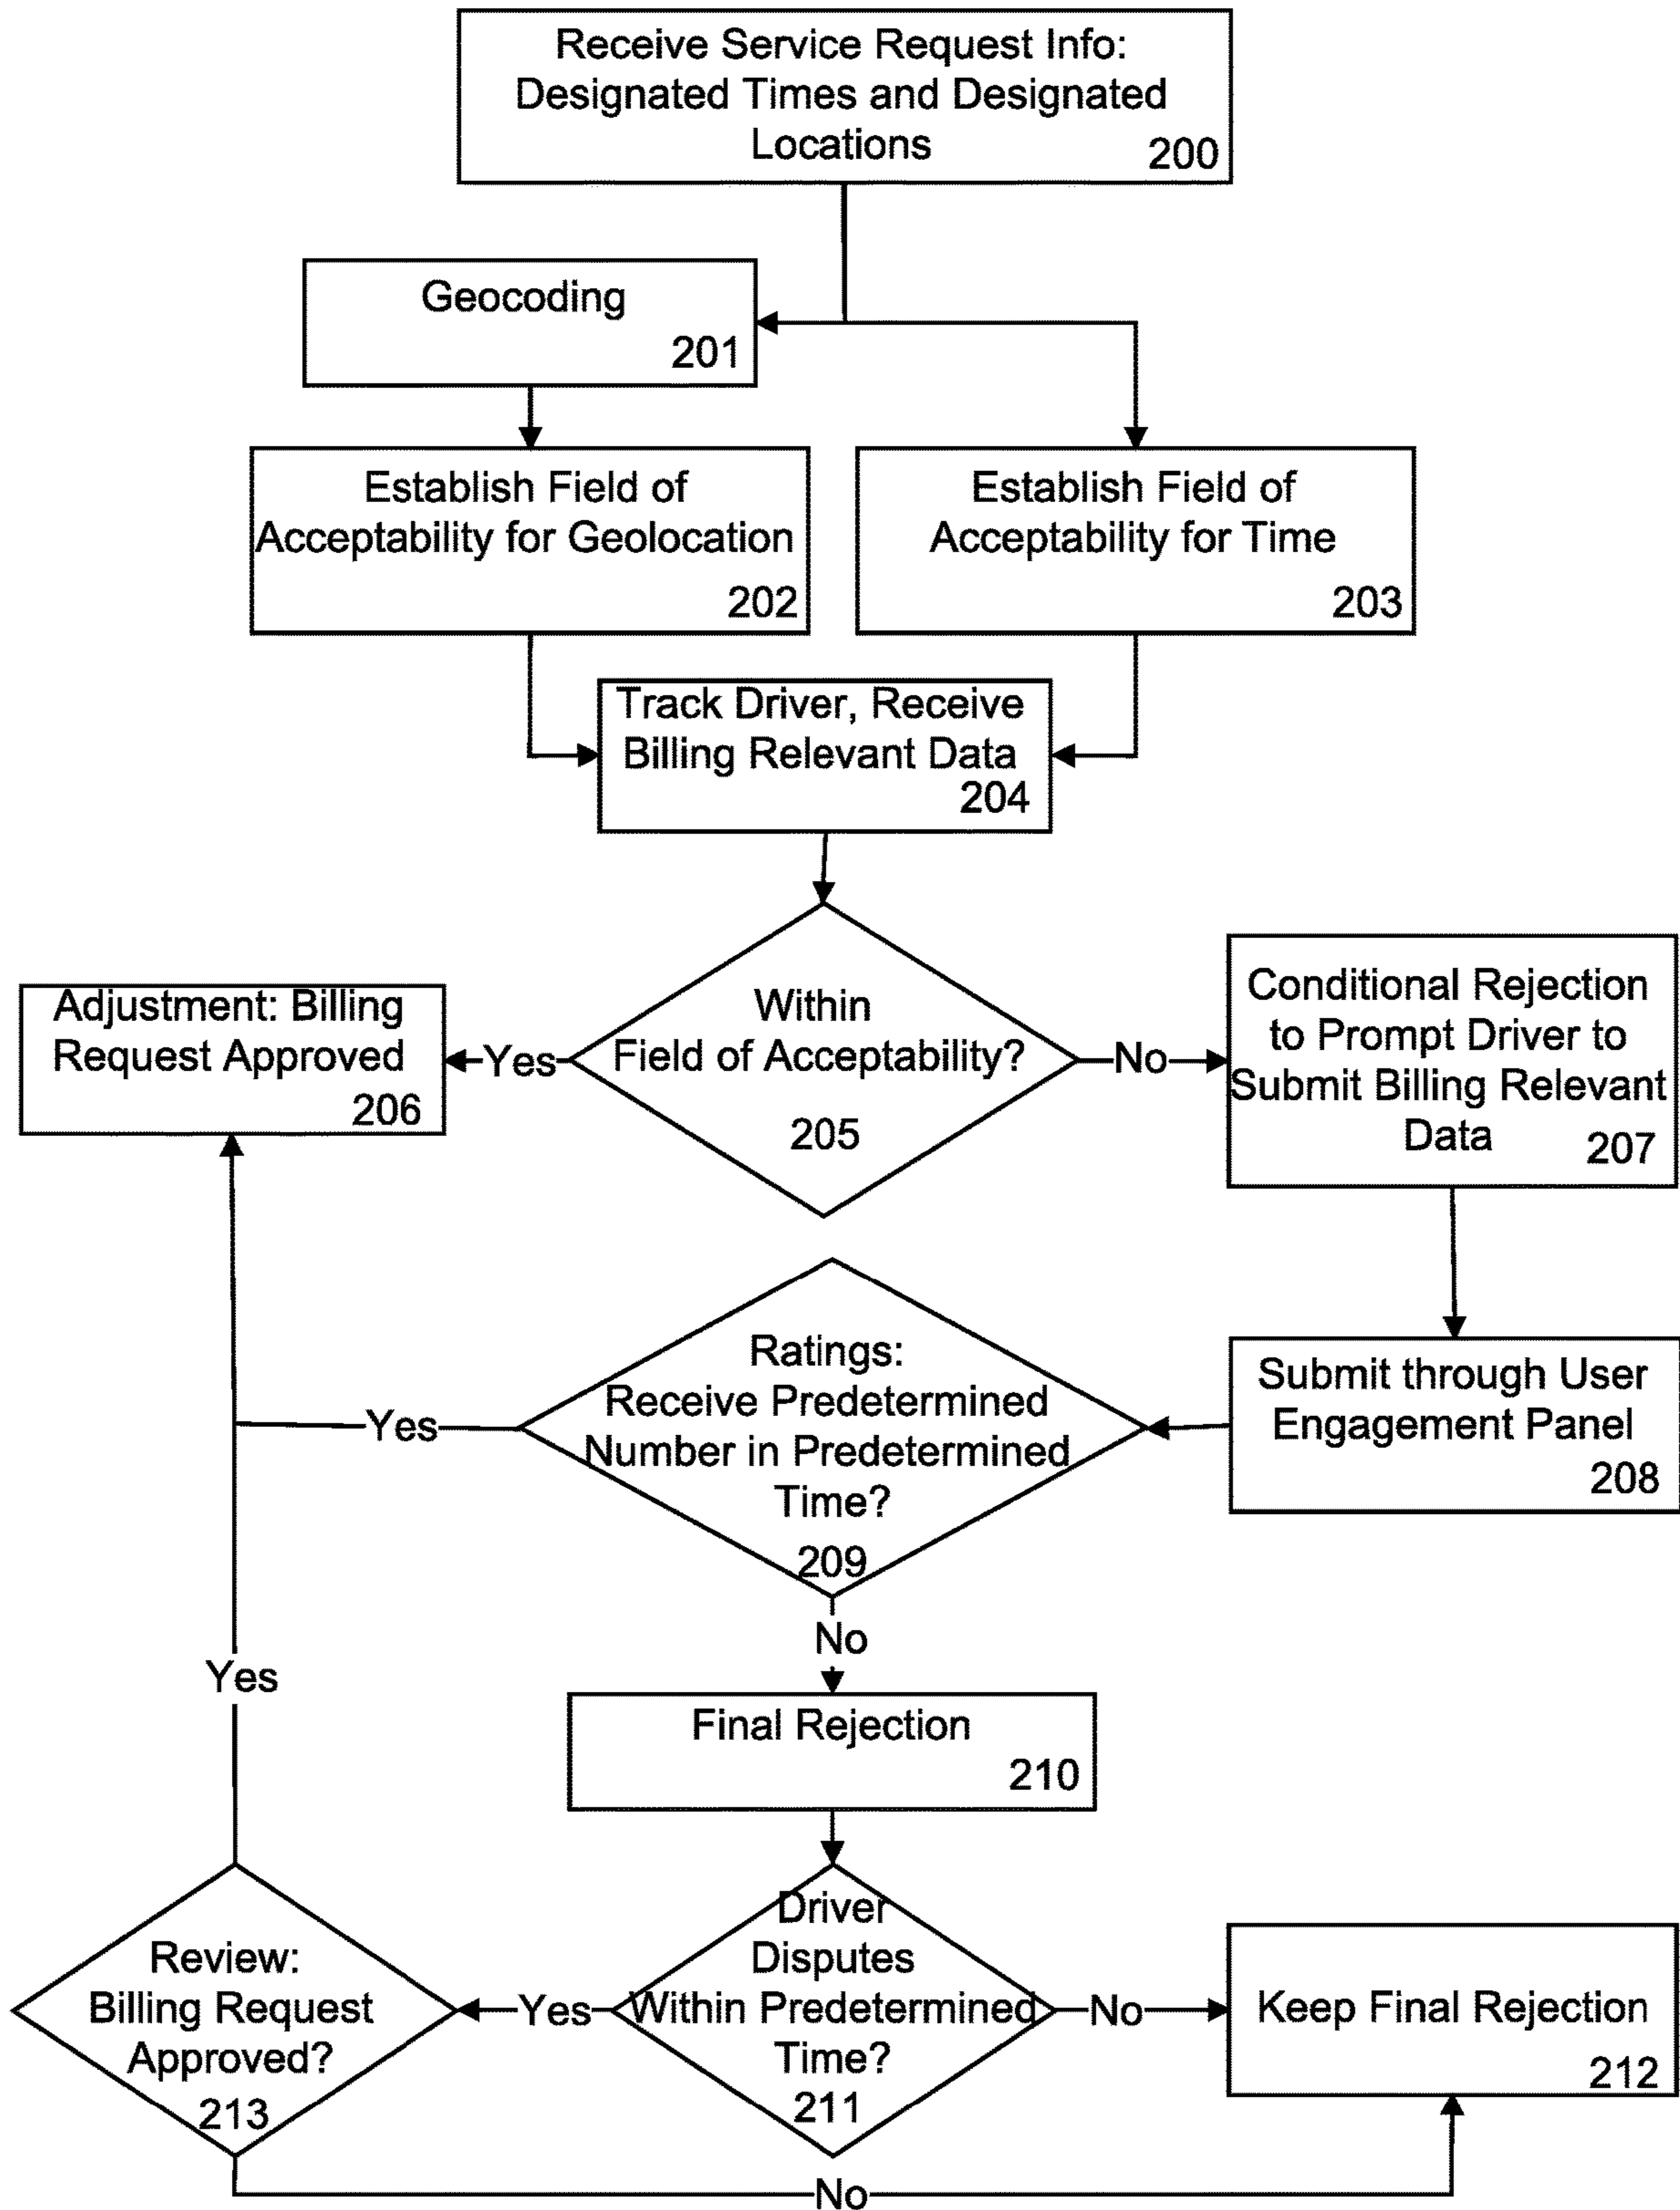 Receive Service Request Info:
Designated Times and Designated
Locations
200
Geocoding
201
Establish Field of
Acceptability for Geolocation
202
Establish Field of
Acceptability for Time
203
Track Driver, Receive
Billing Relevant Data
204
Within
Field of Acceptability?
205
Yes
No
Adjustment: Billing
Request Approved
206
Conditional Rejection
to Prompt Driver to
Submit Billing Relevant
Data
207
Submit through User
Engagement Panel
208
Ratings:
Receive Predetermined
Number in Predetermined
Time?
209
Yes
No
Final Rejection
210
Driver
Disputes
Within Predetermined
Time?
211
Yes
No
Keep Final Rejection
212
Review:
Billing Request
Approved?
213
Yes
No